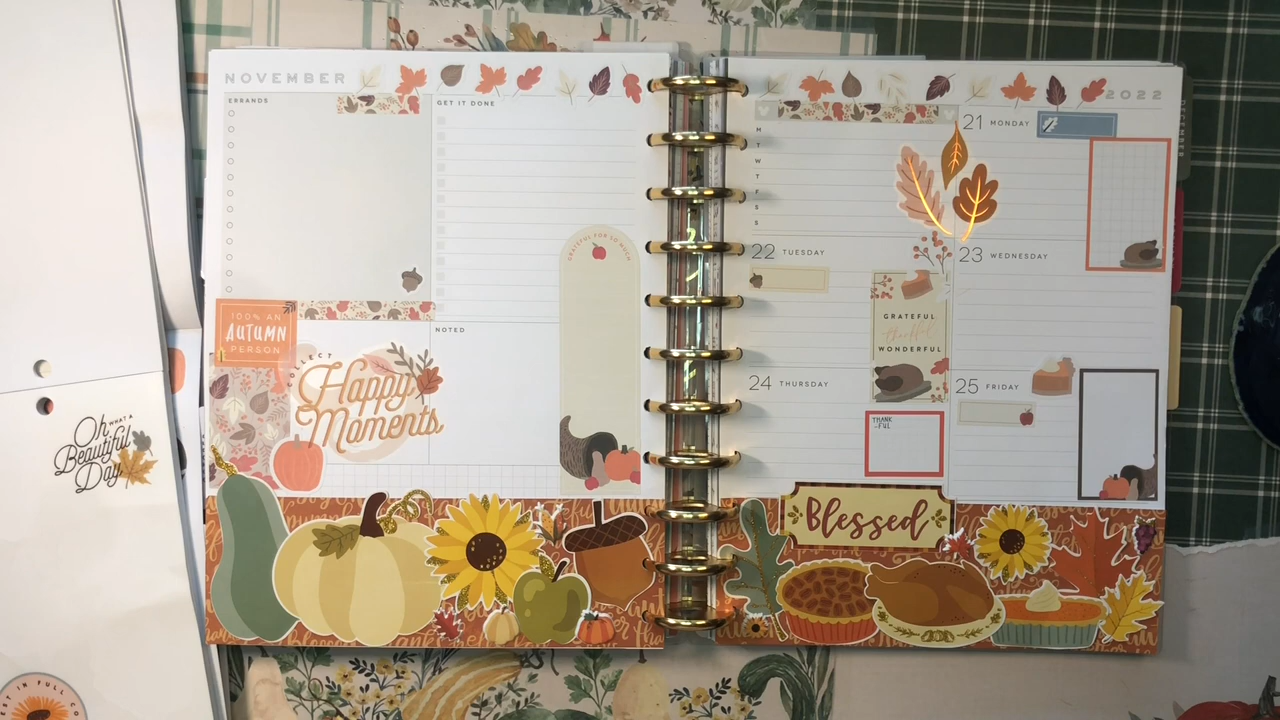 NOVEMBER
ERRANDS
GET IT DONE
GRATEFUL FOR SO MUCH
100% AN
AUTUMN
PERSON
NOTED
COLLECT
Happy
Moments
Oh WHAT A
Beautiful
Day
2022
DECEMBER
M
T
W
T
F
S
S
21 MONDAY
22 TUESDAY
23 WEDNESDAY
GRATEFUL
thankful
WONDERFUL
24 THURSDAY
25 FRIDAY
THANK
-FUL
Blessed